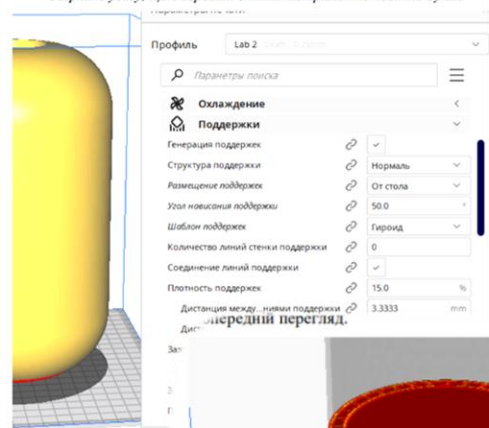 Профиль Lab 2
Параметры поиска
Охлаждение
Поддержки
Генерация поддержек
Структура поддержки Нормаль
Размещение поддержек От стола
Угол нависания поддержки 50.0 °
Шаблон поддержек Гироид
Количество линий стенки поддержки 0
Соединение линий поддержки
Плотность поддержек 15.0 %
Дистанция между...ниями поддержки 3.3333 mm
опередній перегляд.